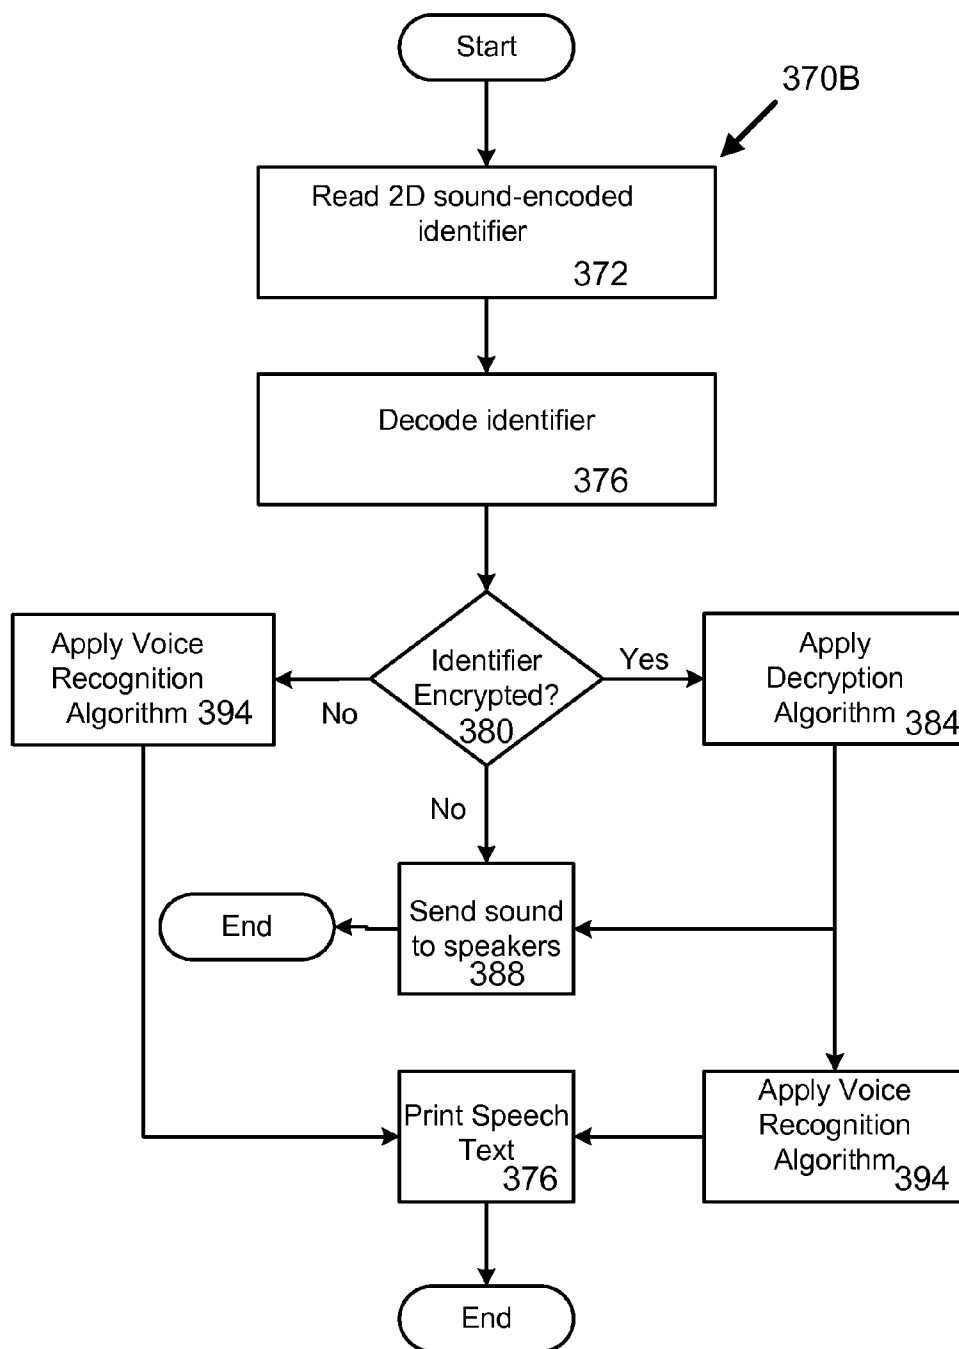 Start
370B
Read 2D sound-encoded
identifier
372
Decode identifier
376
Apply Voice
Recognition
Algorithm 394
No
Identifier
Encrypted?
380
Yes
Apply
Decryption
Algorithm 384
No
End
Send sound
to speakers
388
Print Speech
Text
376
Apply Voice
Recognition
Algorithm 394
End